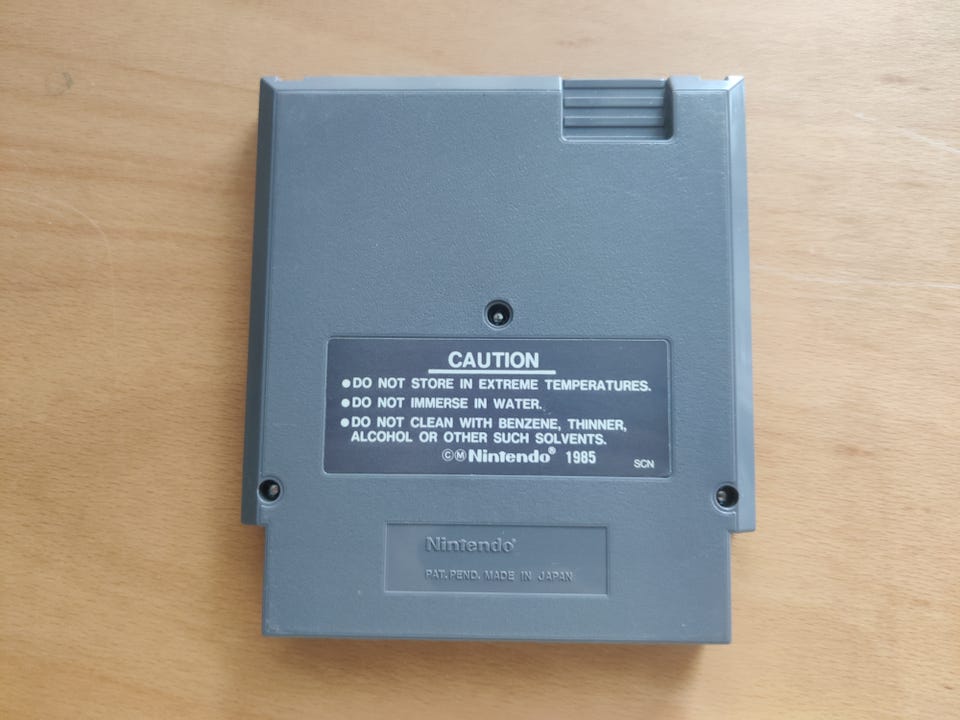 CAUTION
●DO NOT STORE IN EXTREME TEMPERATURES.
●DO NOT IMMERSE IN WATER.
●DO NOT CLEAN WITH BENZENE, THINNER,
ALCOHOL OR OTHER SUCH SOLVENTS.
©Ⓜ Nintendo® 1985 SCN
Nintendo®
PAT. PEND. MADE IN JAPAN